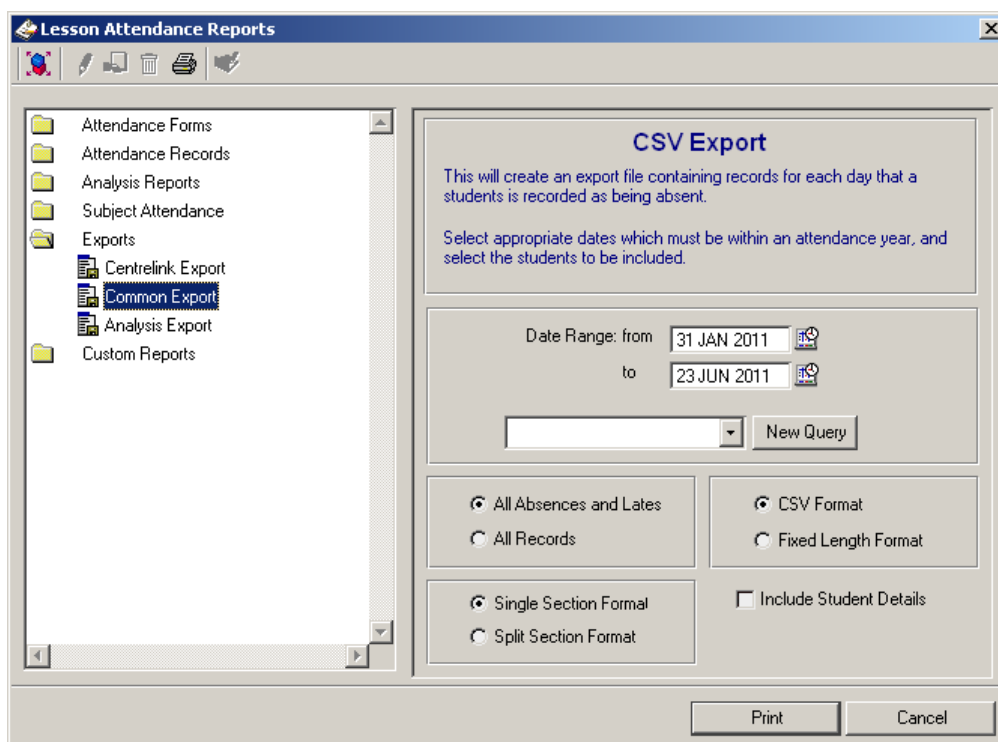 Lesson Attendance Reports
Attendance Forms
Attendance Records
Analysis Reports
Subject Attendance
Exports
Centrelink Export
Common Export
Analysis Export
Custom Reports
CSV Export
This will create an export file containing records for each day that a
students is recorded as being absent.
Select appropriate dates which must be within an attendance year, and
select the students to be included.
Date Range: from 31 JAN 2011
to 23 JUN 2011
New Query
All Absences and Lates
All Records
CSV Format
Fixed Length Format
Single Section Format
Split Section Format
Include Student Details
Print Cancel